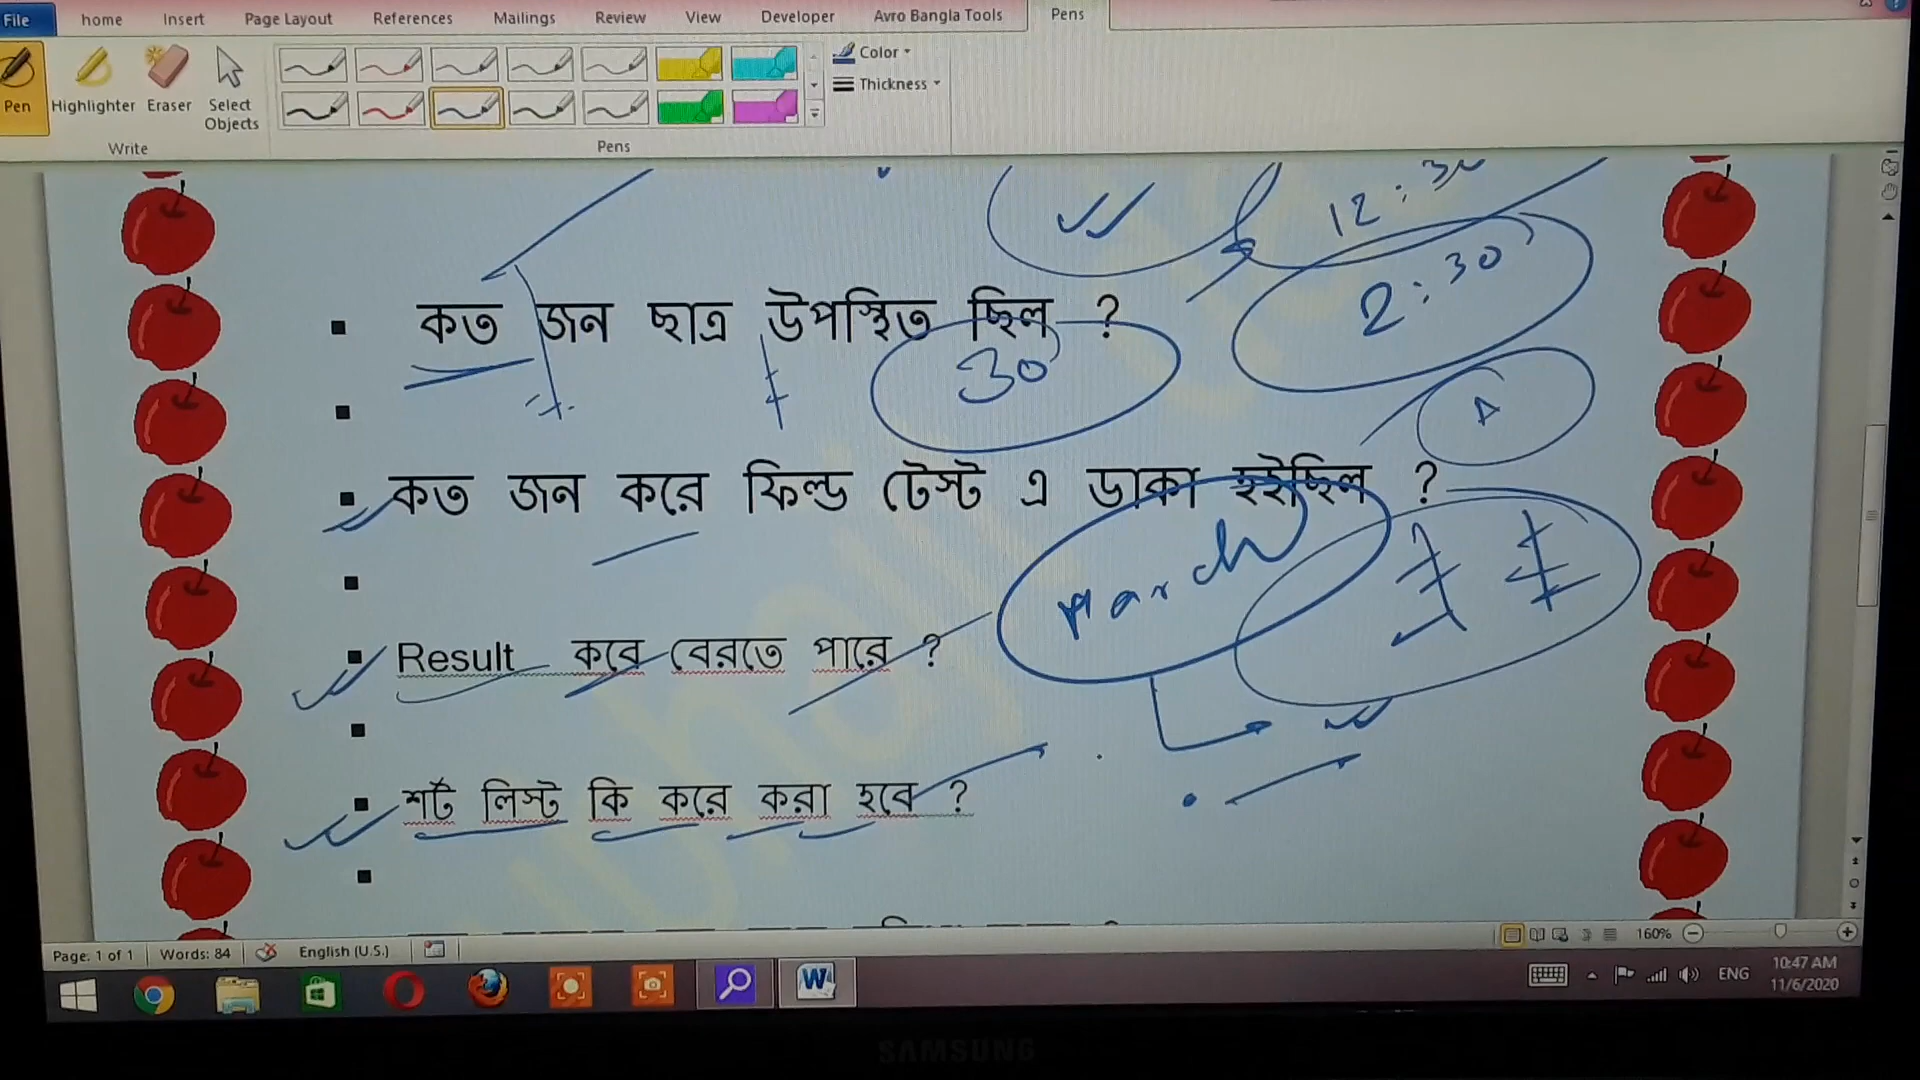 File home Insert Page Layout References Mailings Review View Developer Avro Bangla Tools Pens
Pen Highlighter Eraser Select Objects
Color
Thickness
Write Pens
12:30
2:30
কত জন ছাত্র উপস্থিত ছিল ?
30
কত জন করে ফিল্ড টেস্ট এ ডাকা হইছিল ?
March
Result কবে বেরতে পারে ?
শর্ট লিস্ট কি করে করা হবে ?
Page: 1 of 1 Words: 84 English (U.S.) 160%
ENG 10:47 AM
11/6/2020
SAMSUNG